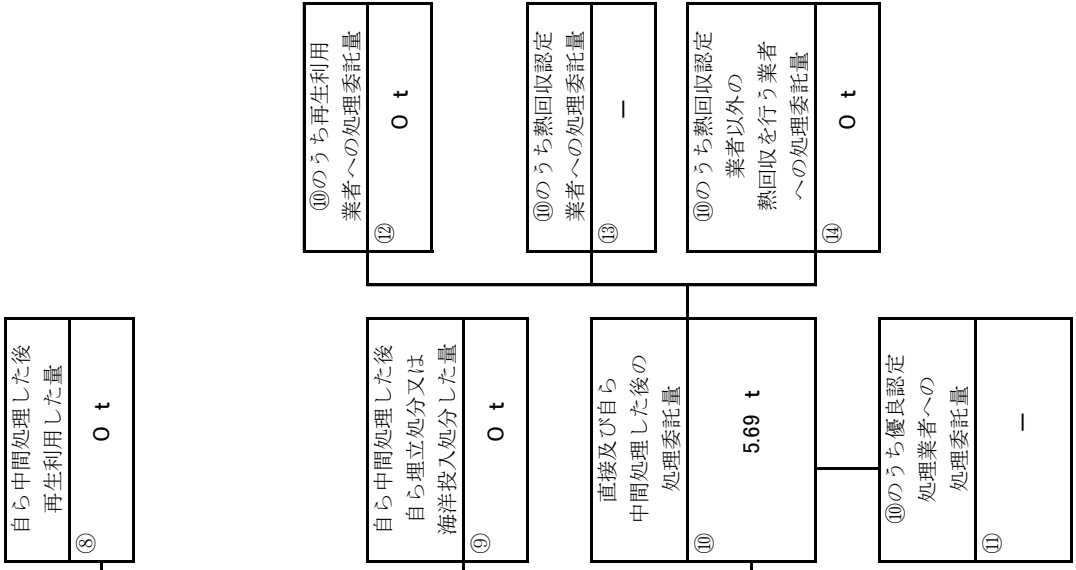 自ら中間処理した後
再生利用した量
⑧
0 t
自ら中間処理した後
自ら埋立処分又は
海洋投入処分した量
⑨
0 t
直接及び自ら
中間処理した後の
処理委託量
⑩
5.69 t
⑩のうち優良認定
処理業者への
処理委託量
⑪
—
⑩のうち再生利用
業者への処理委託量
⑫
0 t
⑩のうち熱回収認定
業者への処理委託量
⑬
—
⑩のうち熱回収認定
業者以外の
熱回収を行う業者
への処理委託量
⑭
0 t